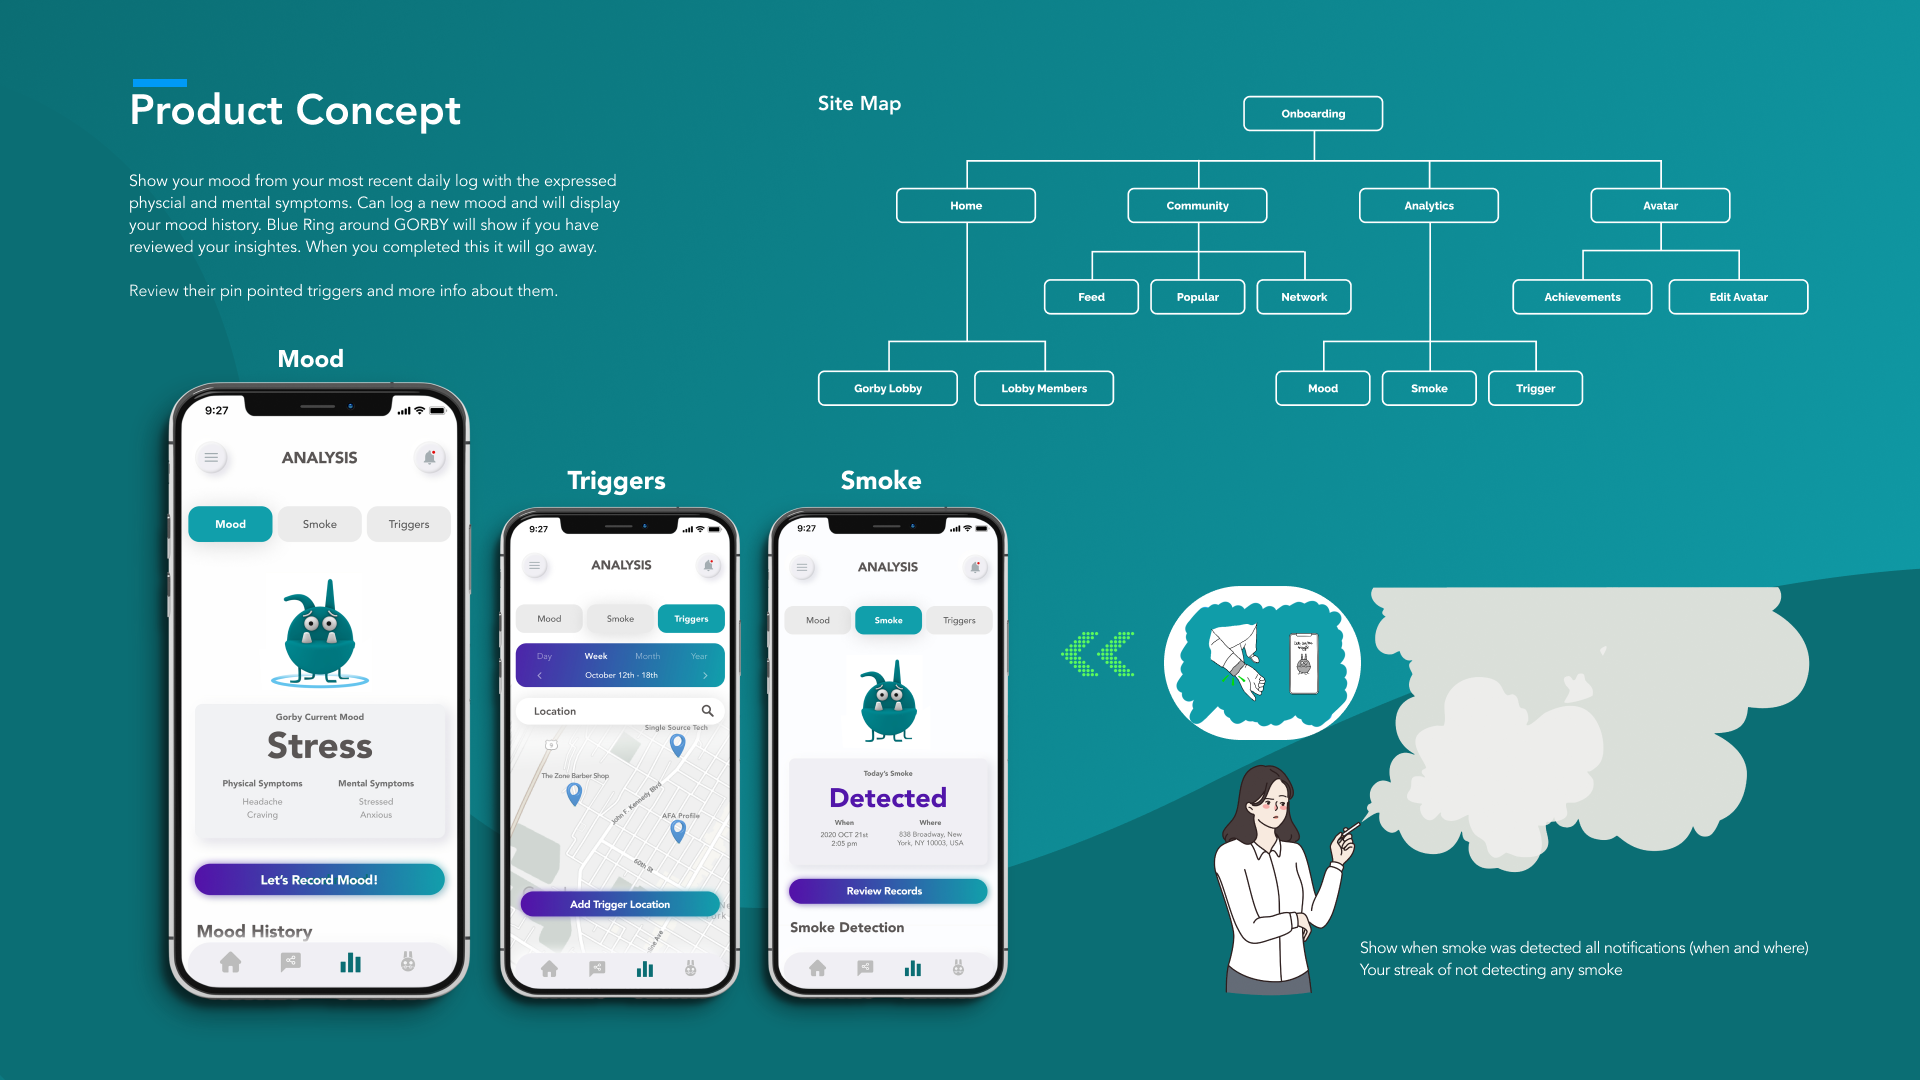 Product Concept
Show your mood from your most recent daily log with the expressed
physcial and mental symptoms. Can log a new mood and will display
your mood history. Blue Ring around GORBY will show if you have
reviewed your insightes. When you completed this it will go away.
Review their pin pointed triggers and more info about them.
Site Map
Onboarding
Home
Community
Analytics
Avatar
Feed
Popular
Network
Achievements
Edit Avatar
Gorby Lobby
Lobby Members
Mood
Smoke
Trigger
Mood
9:27
ANALYSIS
Mood
Smoke
Triggers
Gorby Current Mood
Stress
Physical Symptoms
Mental Symptoms
Headache
Stressed
Craving
Anxious
Let's Record Mood!
Mood History
Triggers
9:27
ANALYSIS
Mood
Smoke
Triggers
Day
Week
Month
Year
October 12th - 18th
Location
Single Source Tech
9
The Zone Barber Shop
John F. Kennedy Blvd
AFA Profile
60th St
Add Trigger Location
Smoke
9:27
ANALYSIS
Mood
Smoke
Triggers
Today's Smoke
Detected
When
Where
2020 OCT 21st
838 Broadway, New
2:05 pm
York, NY 10003, USA
Review Records
Smoke Detection
Show when smoke was detected all notifications (when and where)
Your streak of not detecting any smoke